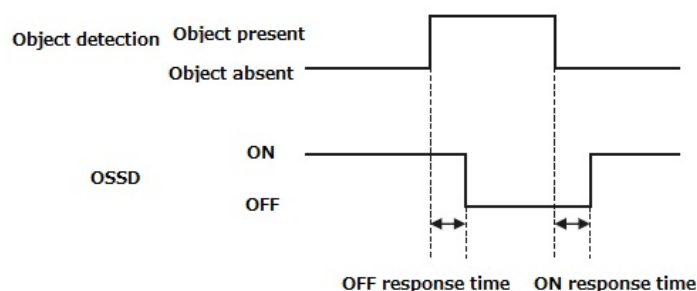 Object detection
Object present
Object absent
ON
OSSD
OFF
OFF response time
ON response time